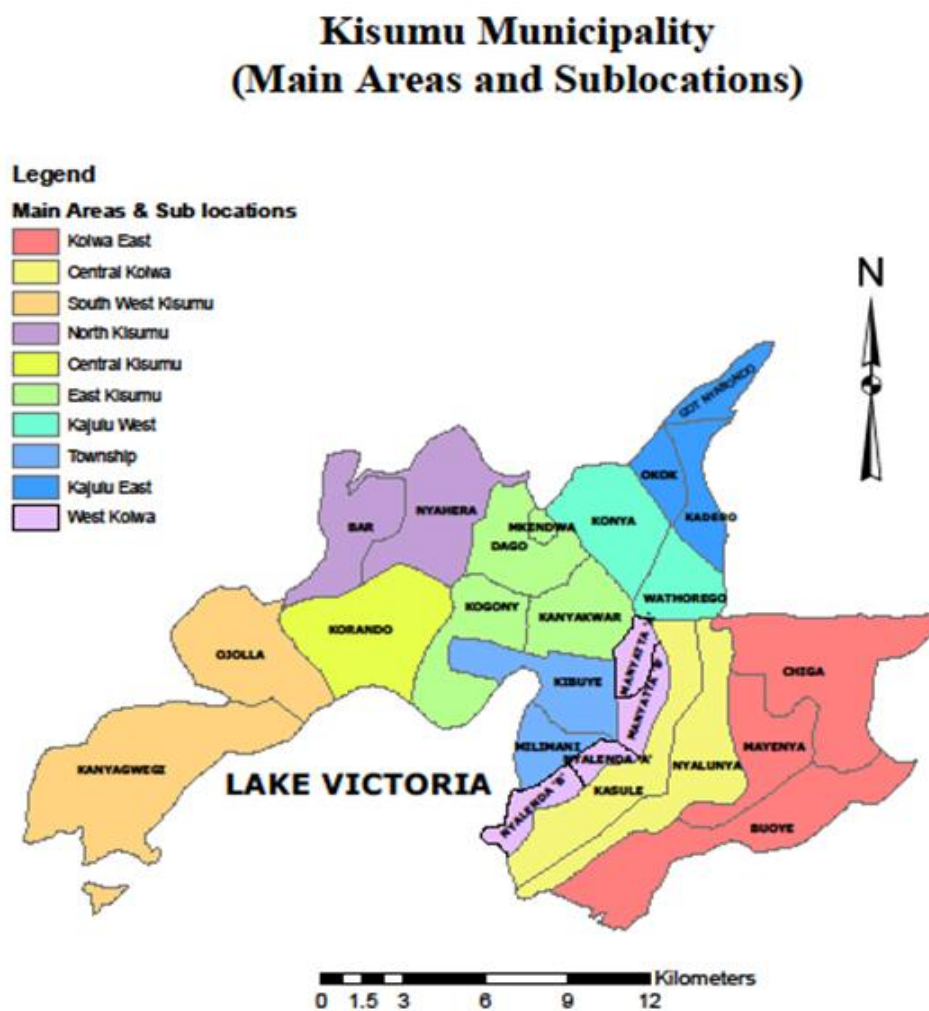 Kisumu Municipality
(Main Areas and Sublocations)
Legend
Main Areas & Sub locations
Kolwa East
Central Kolwa
South West Kisumu
North Kisumu
Central Kisumu
East Kisumu
Kajulu West
Township
Kajulu East
West Kolwa
N
GOT NYABONDO
OKOK
KADERO
BAR
NYAHERA
MKENDWA
DAGO
KONYA
WATHOREGO
KOGONY
KANYAKWAR
KORANDO
OJOLLA
KIBUYE
MANYATTA 'A'
MANYATTA 'B'
CHIGA
MILIMANI
NYALENDA 'A'
NYALUNYA
MAYENYA
KANYAGWEGI
LAKE VICTORIA
NYALENDA 'B'
KASULE
BUOYE
Kilometers
0 1.5 3 6 9 12